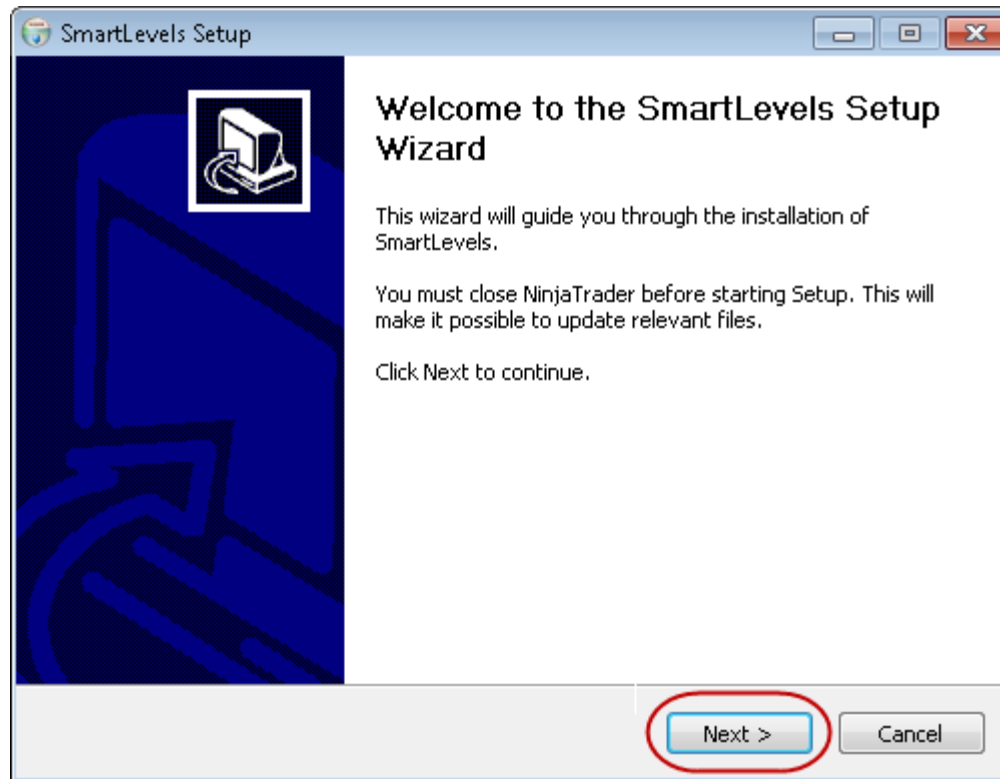 SmartLevels Setup
Welcome to the SmartLevels Setup
Wizard
This wizard will guide you through the installation of
SmartLevels.
You must close NinjaTrader before starting Setup. This will
make it possible to update relevant files.
Click Next to continue.
Next >
Cancel